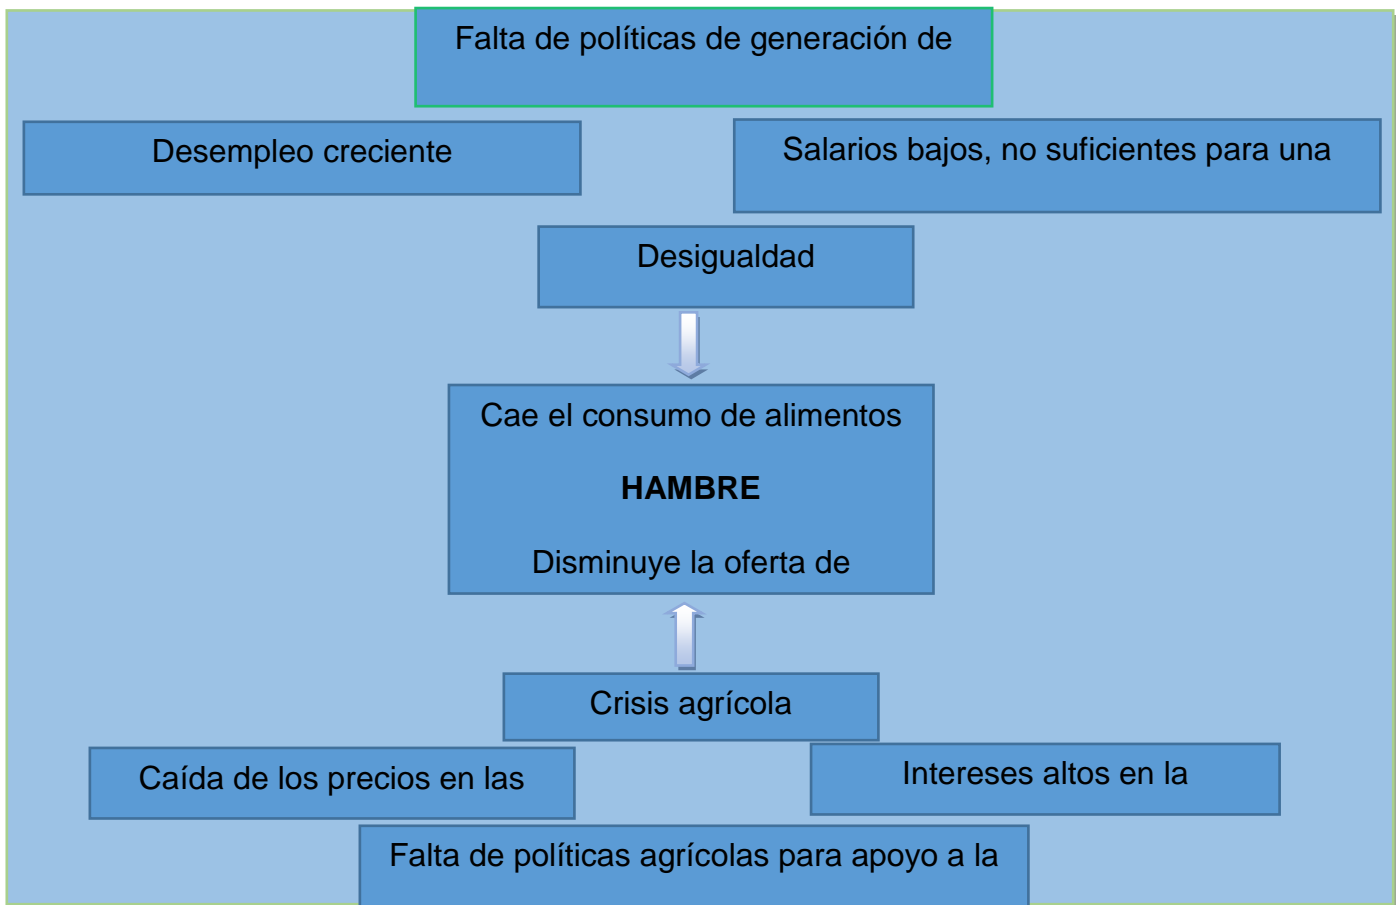 Falta de políticas de generación de
Desempleo creciente
Salarios bajos, no suficientes para una
Desigualdad
Cae el consumo de alimentos
HAMBRE
Disminuye la oferta de
Crisis agrícola
Caída de los precios en las
Intereses altos en la
Falta de políticas agrícolas para apoyo a la